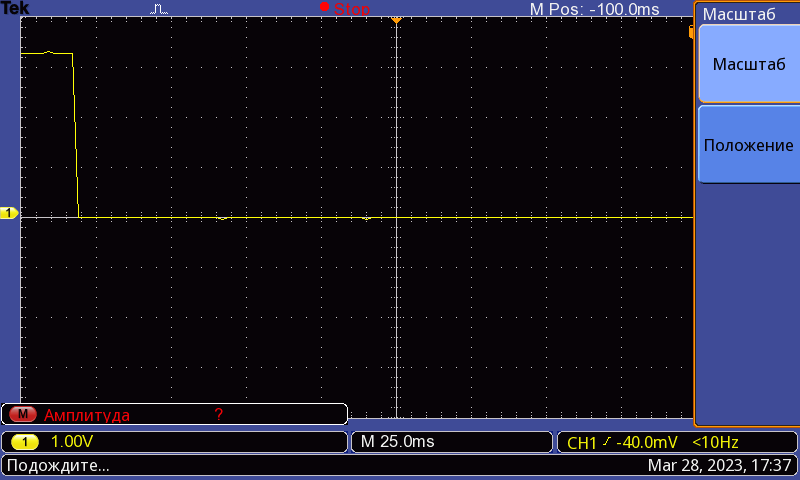 Tek Stop M Pos: -100.0ms
Масштаб
Масштаб
Положение
1
M Амплитуда ?
1 1.00V M 25.0ms CH1 -40.0mV <10Hz
Подождите... Mar 28, 2023, 17:37